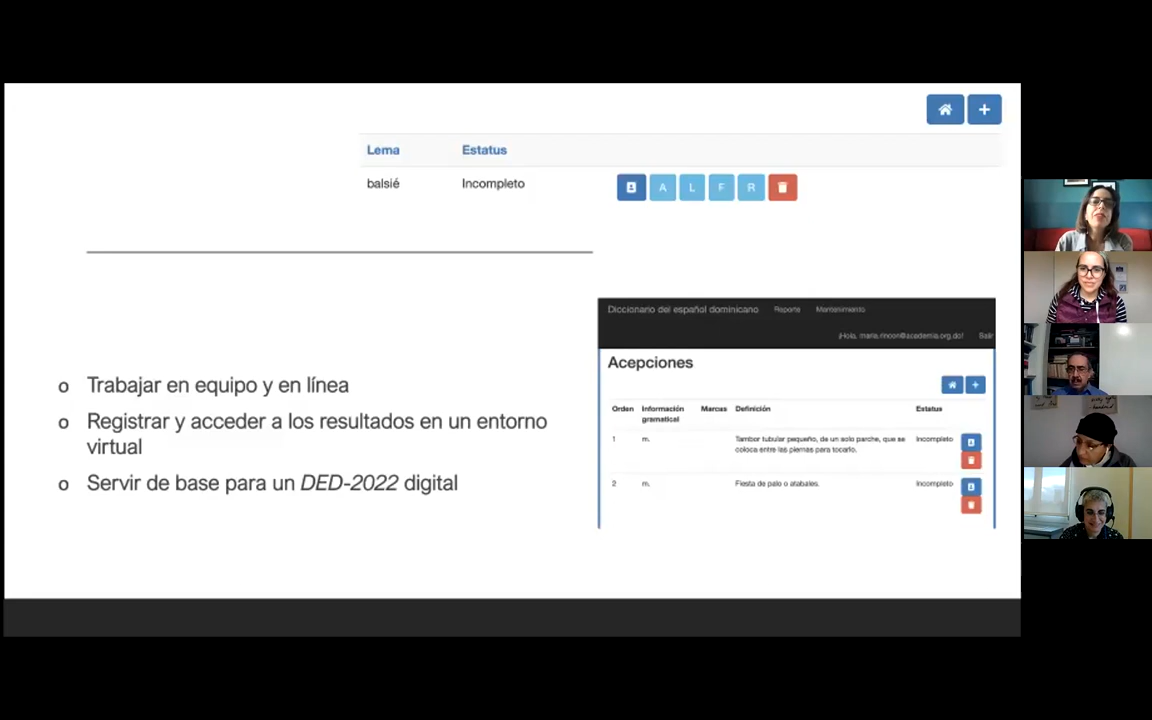 Lema Estatus
balsié Incompleto A L F R
Diccionario del español dominicano Reporte Mantenimiento
¡Hola, maria.rincon@academia.org.do! Salir
Acepciones
Orden Información gramatical Marcas Definición Estatus
1 m. Tambor tubular pequeño, de un solo parche, que se Incompleto
coloca entre las piernas para tocarlo.
2 m. Fiesta de palo o atabales. Incompleto
o Trabajar en equipo y en línea
o Registrar y acceder a los resultados en un entorno
virtual
o Servir de base para un DED-2022 digital